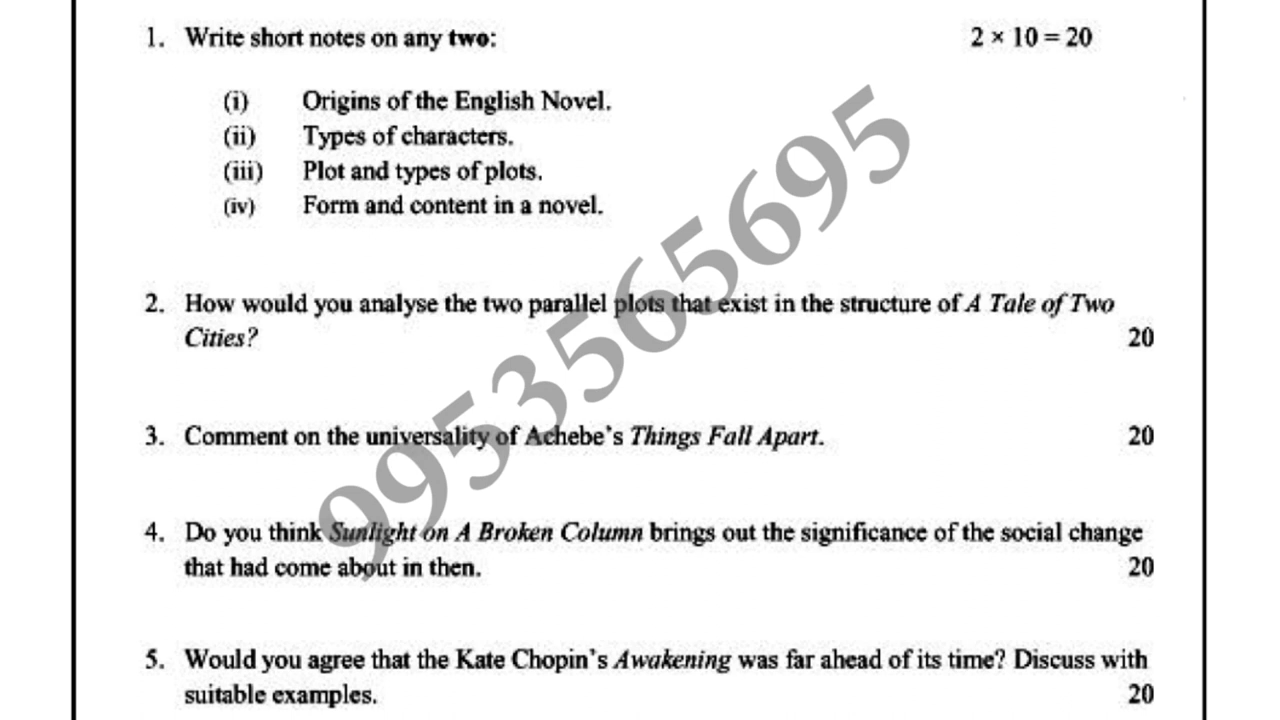 1. Write short notes on any two: 2 × 10 = 20
(i) Origins of the English Novel.
(ii) Types of characters.
(iii) Plot and types of plots.
(iv) Form and content in a novel.
2. How would you analyse the two parallel plots that exist in the structure of A Tale of Two
Cities? 20
3. Comment on the universality of Achebe's Things Fall Apart. 20
4. Do you think Sunlight on A Broken Column brings out the significance of the social change
that had come about in then. 20
5. Would you agree that the Kate Chopin's Awakening was far ahead of its time? Discuss with
suitable examples. 20
9953565695